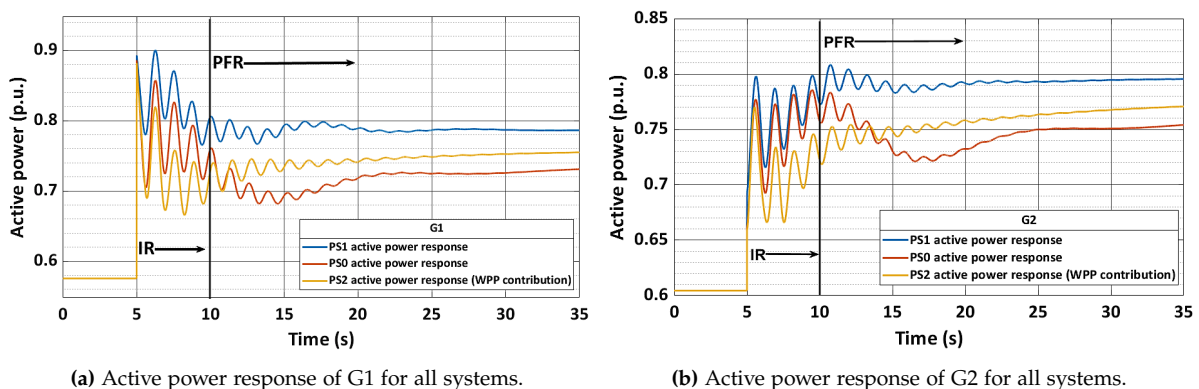 Active power (p.u.)
0.9
0.8
0.7
0.6
PFR
IR
G1
PS1 active power response
PS0 active power response
PS2 active power response (WPP contribution)
0 5 10 15 20 25 30 35
Time (s)
(a) Active power response of G1 for all systems.
Active power (p.u.)
0.85
0.8
0.75
0.7
0.65
0.6
PFR
IR
G2
PS1 active power response
PS0 active power response
PS2 active power response (WPP contribution)
0 5 10 15 20 25 30 35
Time (s)
(b) Active power response of G2 for all systems.